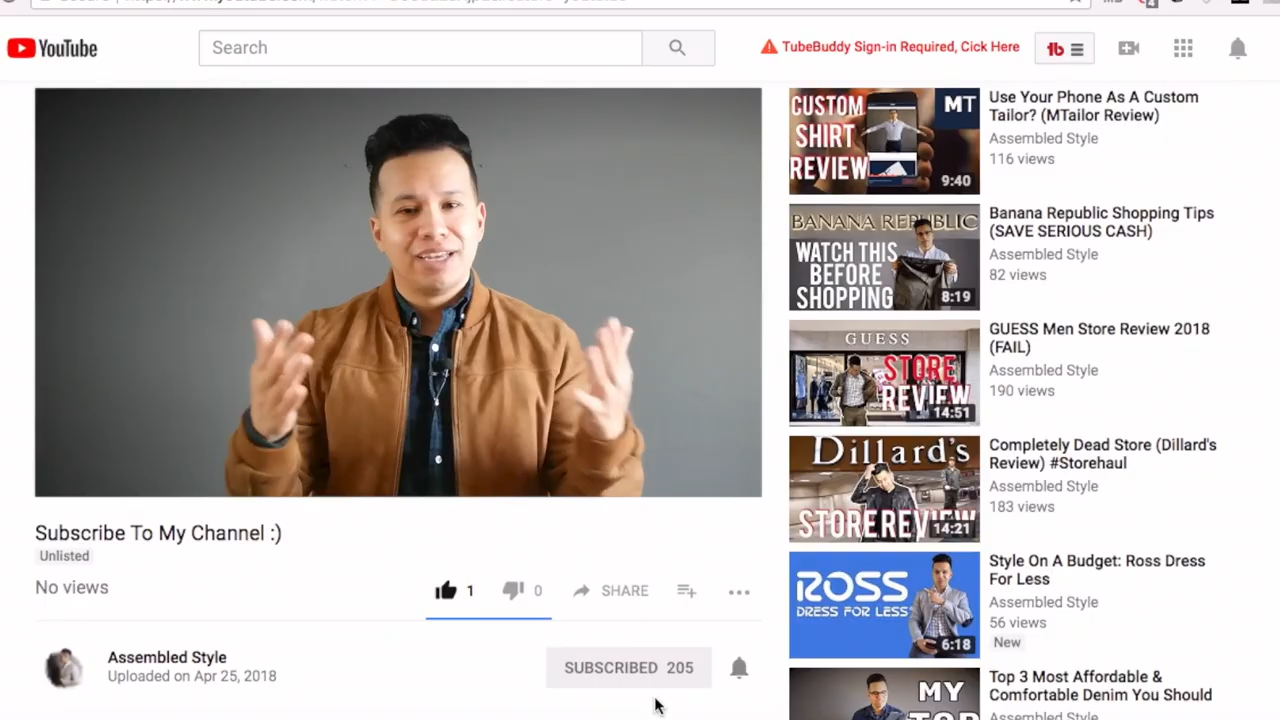 YouTube
Search
TubeBuddy Sign-in Required, Cick Here
tb
4
Subscribe To My Channel :)
Unlisted
No views
1
0
SHARE
Assembled Style
Uploaded on Apr 25, 2018
SUBSCRIBED 205
CUSTOM
SHIRT
REVIEW
MT
9:40
Use Your Phone As A Custom
Tailor? (MTailor Review)
Assembled Style
116 views
BANANA REPUBLIC
WATCH THIS
BEFORE
SHOPPING
8:19
Banana Republic Shopping Tips
(SAVE SERIOUS CASH)
Assembled Style
82 views
GUESS
STORE
REVIEW
14:51
GUESS Men Store Review 2018
(FAIL)
Assembled Style
190 views
Dillard's
STORE REVIEW
14:21
Completely Dead Store (Dillard's
Review) #Storehaul
Assembled Style
183 views
ROSS
DRESS FOR LESS
6:18
Style On A Budget: Ross Dress
For Less
Assembled Style
56 views
New
MY
TOP
Top 3 Most Affordable &
Comfortable Denim You Should